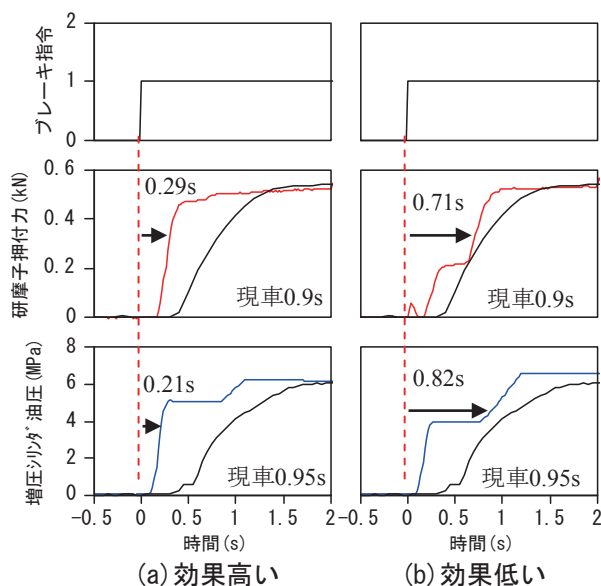 ブレーキ指令
2
1
0
研磨子押付力(kN)
0.6
0.4
0.2
0
0.29s
現車0.9s
0.71s
現車0.9s
増圧シリンダ油圧(MPa)
8
6
4
2
0
0.21s
現車0.95s
0.82s
現車0.95s
-0.5 0 0.5 1 1.5 2
-0.5 0 0.5 1 1.5 2
時間(s)
時間(s)
(a)効果高い
(b)効果低い